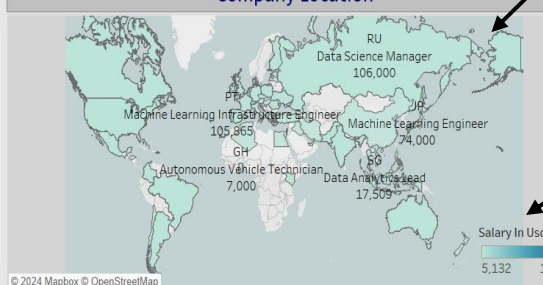 Company Location
RU
Data Science Manager
106,000
PT
Machine Learning Infrastructure Engineer
105,865
JP
Machine Learning Engineer
74,000
GH
Autonomous Vehicle Technician
7,000
SG
Data Analytics Lead
17,509
Salary In Usd
5,132
© 2024 Mapbox © OpenStreetMap